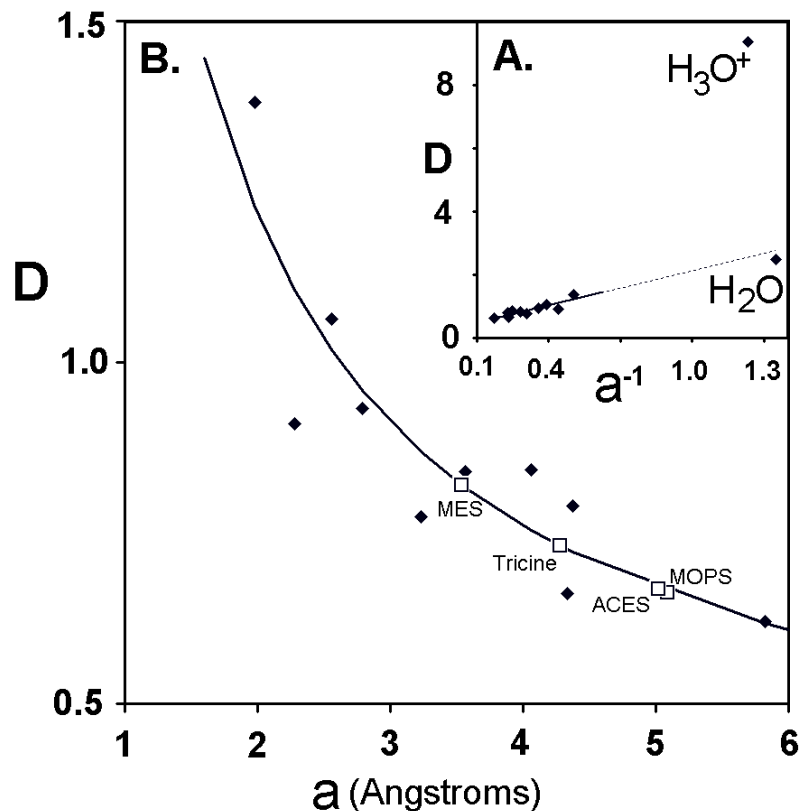 1.5
B.
A.
H3O+
8
D
4
D
H2O
0
0.1 0.4 1.0 1.3
a-1
1.0
MES
Tricine
MOPS
ACES
0.5
1 2 3 4 5 6
a (Angstroms)